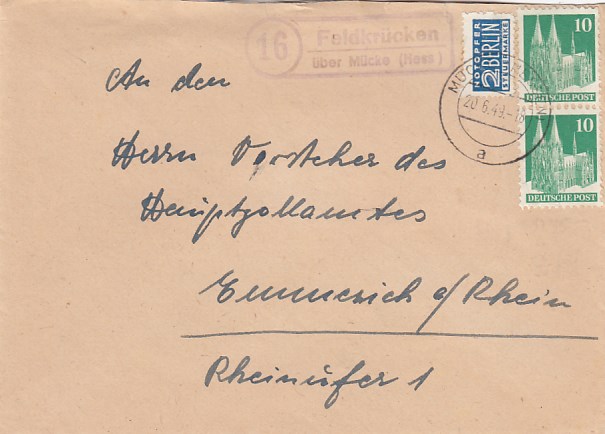 16
Feldkrücken
über Mücke (Hess)
NOTOPFER
2 BERLIN
STEUERMARKE
10
DEUTSCHE POST
10
DEUTSCHE POST
20.6.49.-18
a
An den
Herrn Vorsteher des
Hauptzollamtes
Emmerich a/Rhein
Rheinufer 1